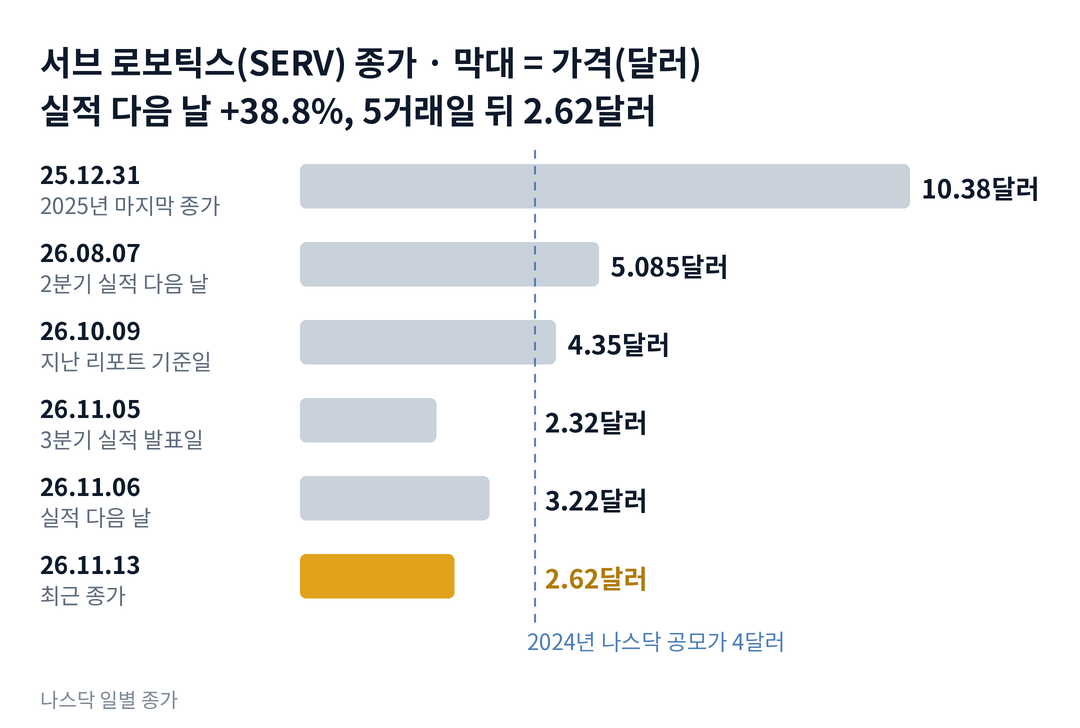 서브 로보틱스(SERV) 종가 · 막대 = 가격(달러)
실적 다음 날 +38.8%, 5거래일 뒤 2.62달러
25.12.31
2025년 마지막 종가
10.38달러
26.08.07
2분기 실적 다음 날
5.085달러
26.10.09
지난 리포트 기준일
4.35달러
26.11.05
3분기 실적 발표일
2.32달러
26.11.06
실적 다음 날
3.22달러
26.11.13
최근 종가
2.62달러
2024년 나스닥 공모가 4달러
나스닥 일별 종가